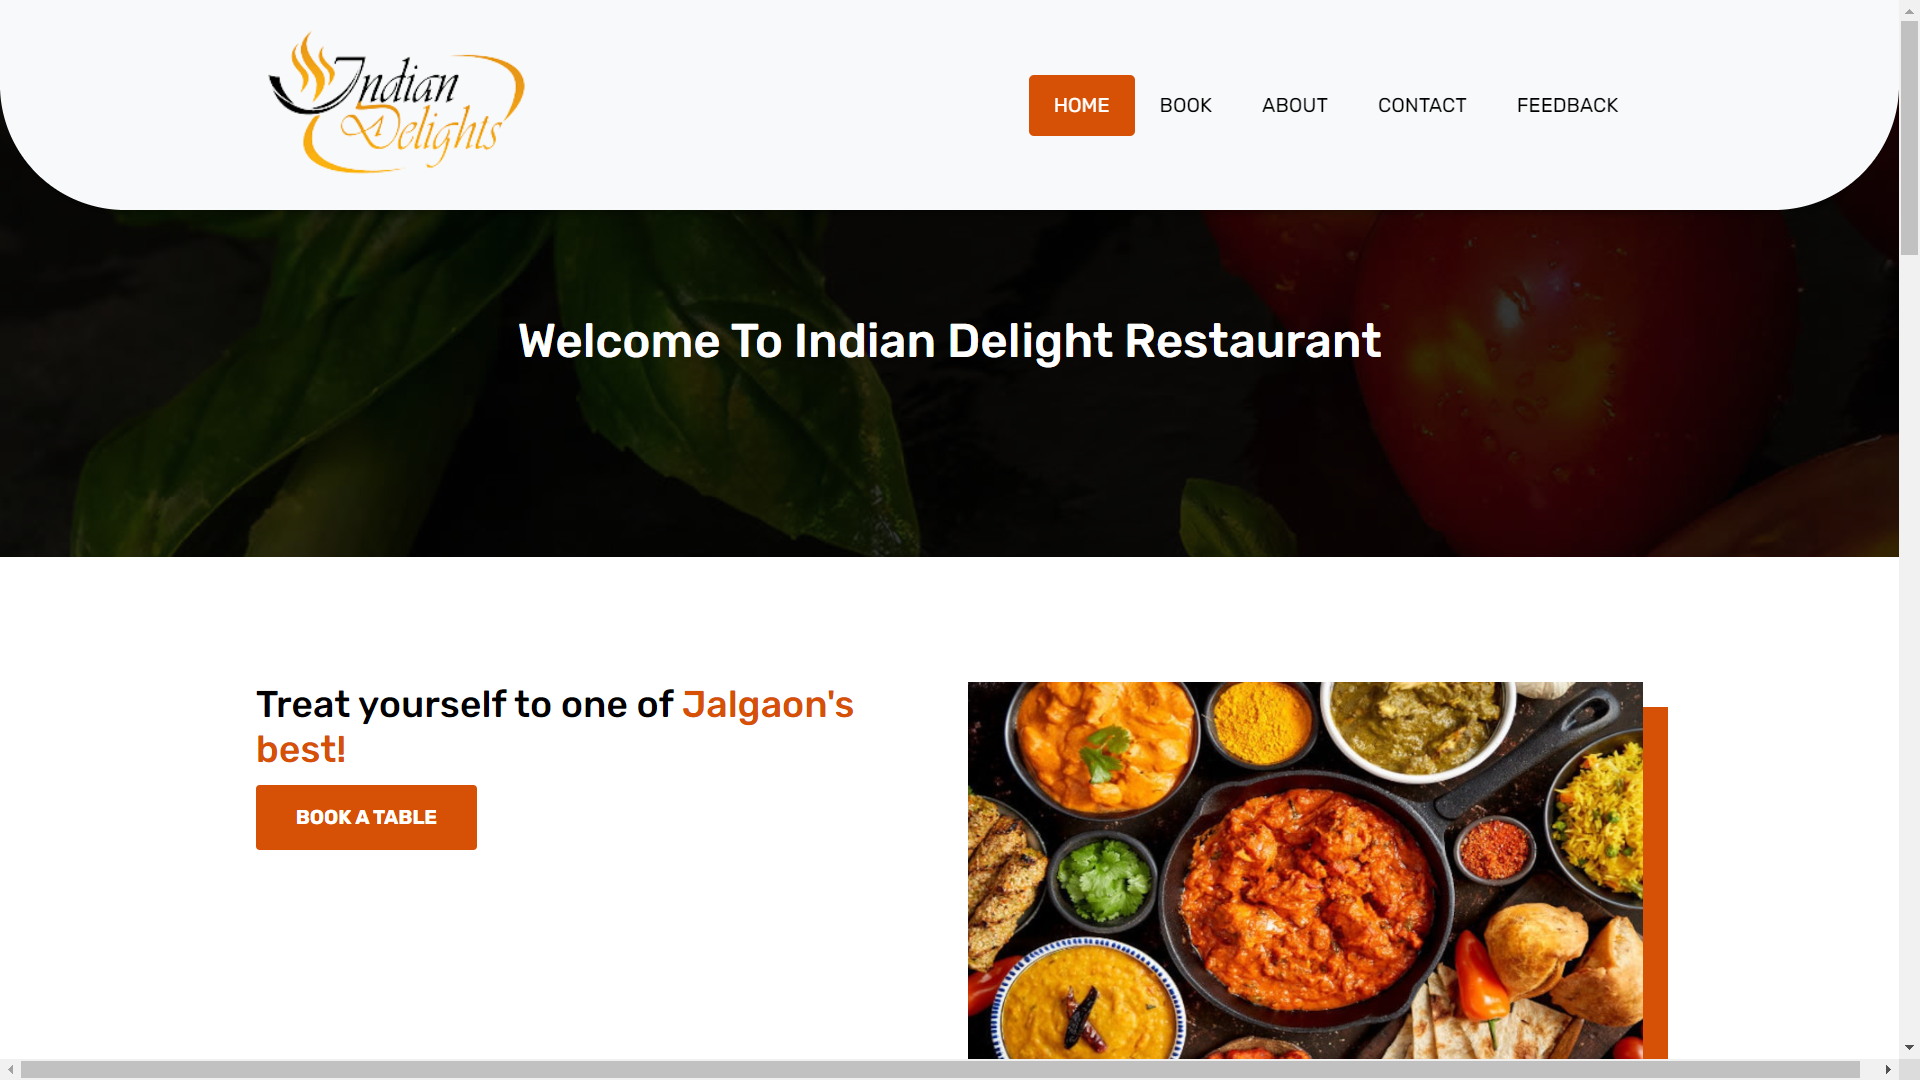 Indian
Delights
HOME
BOOK
ABOUT
CONTACT
FEEDBACK
Welcome To Indian Delight Restaurant
Treat yourself to one of Jalgaon's
best!
BOOK A TABLE